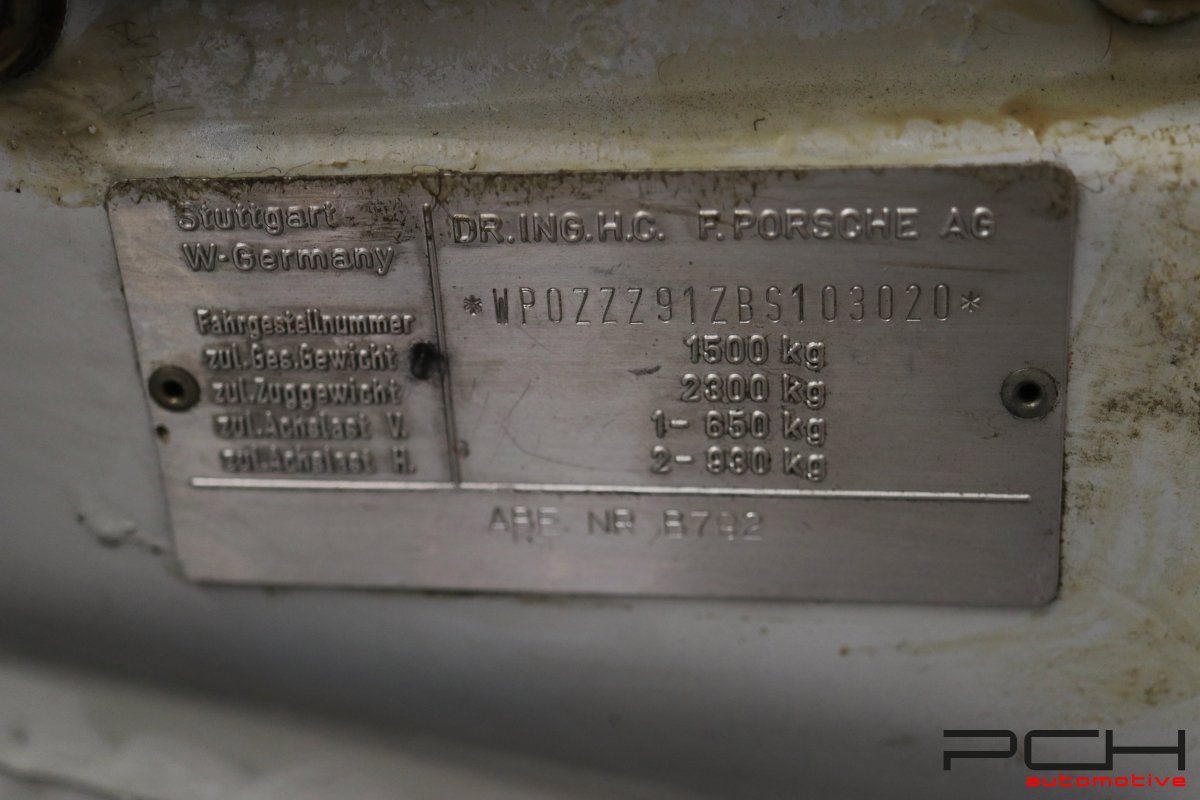 Stuttgart
W-Germany
DR. ING. H.C. F. PORSCHE AG
Fahrgestellnummer
*WP0ZZZ91ZBS103020*
zul. Ges. Gewicht 1500 kg
zul. Zuggewicht 2300 kg
zul. Achslast V. 1- 650 kg
zul. Achslast H. 2- 930 kg
ABE NR
PCH
automotive